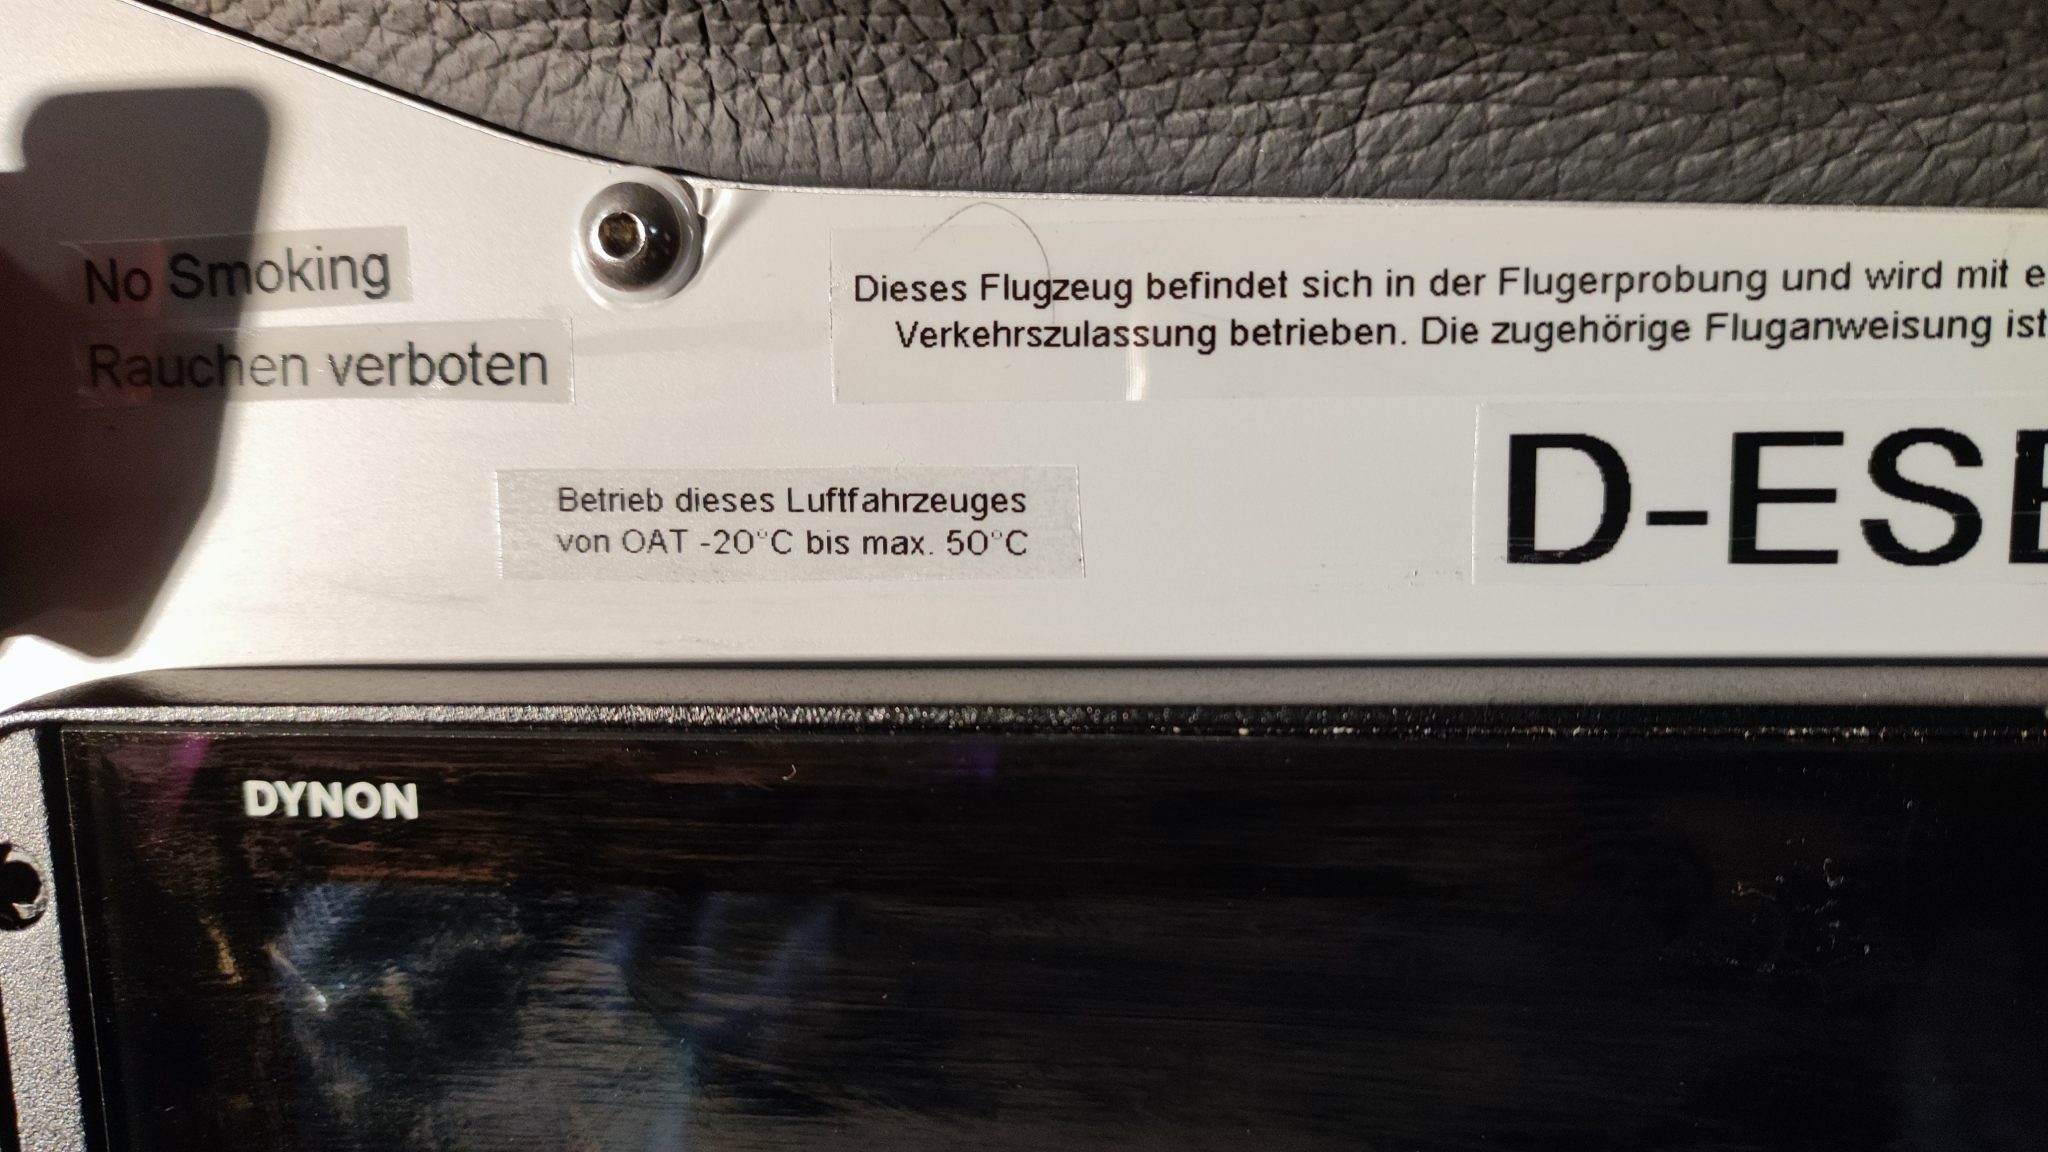 No Smoking
Rauchen verboten
Dieses Flugzeug befindet sich in der Flugerprobung und wird mit e
Verkehrszulassung betrieben. Die zugehörige Fluganweisung ist
Betrieb dieses Luftfahrzeuges
von OAT -20°C bis max. 50°C
D-ES
DYNON